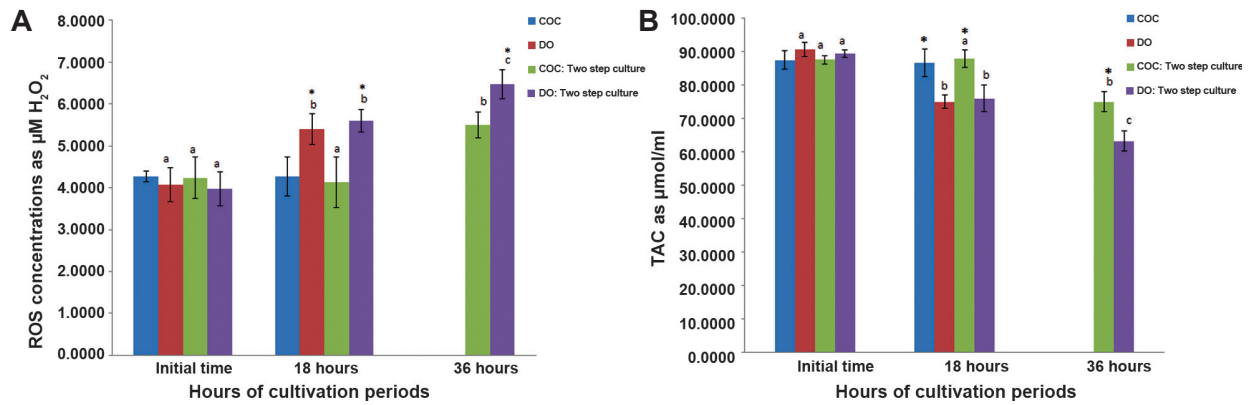 A
8.0000
7.0000
6.0000
5.0000
4.0000
3.0000
2.0000
1.0000
0.0000
ROS concentrations as µM H₂O₂
COC
DO
COC: Two step culture
DO: Two step culture
a a a
* *
b b
a
*
c
b
Initial time 18 hours 36 hours
Hours of cultivation periods
B
100.0000
90.0000
80.0000
70.0000
60.0000
50.0000
40.0000
30.0000
20.0000
10.0000
0.0000
TAC as µmol/ml
COC
DO
COC: Two step culture
DO: Two step culture
a a a
* *
a
b b
*
b
c
Initial time 18 hours 36 hours
Hours of cultivation periods